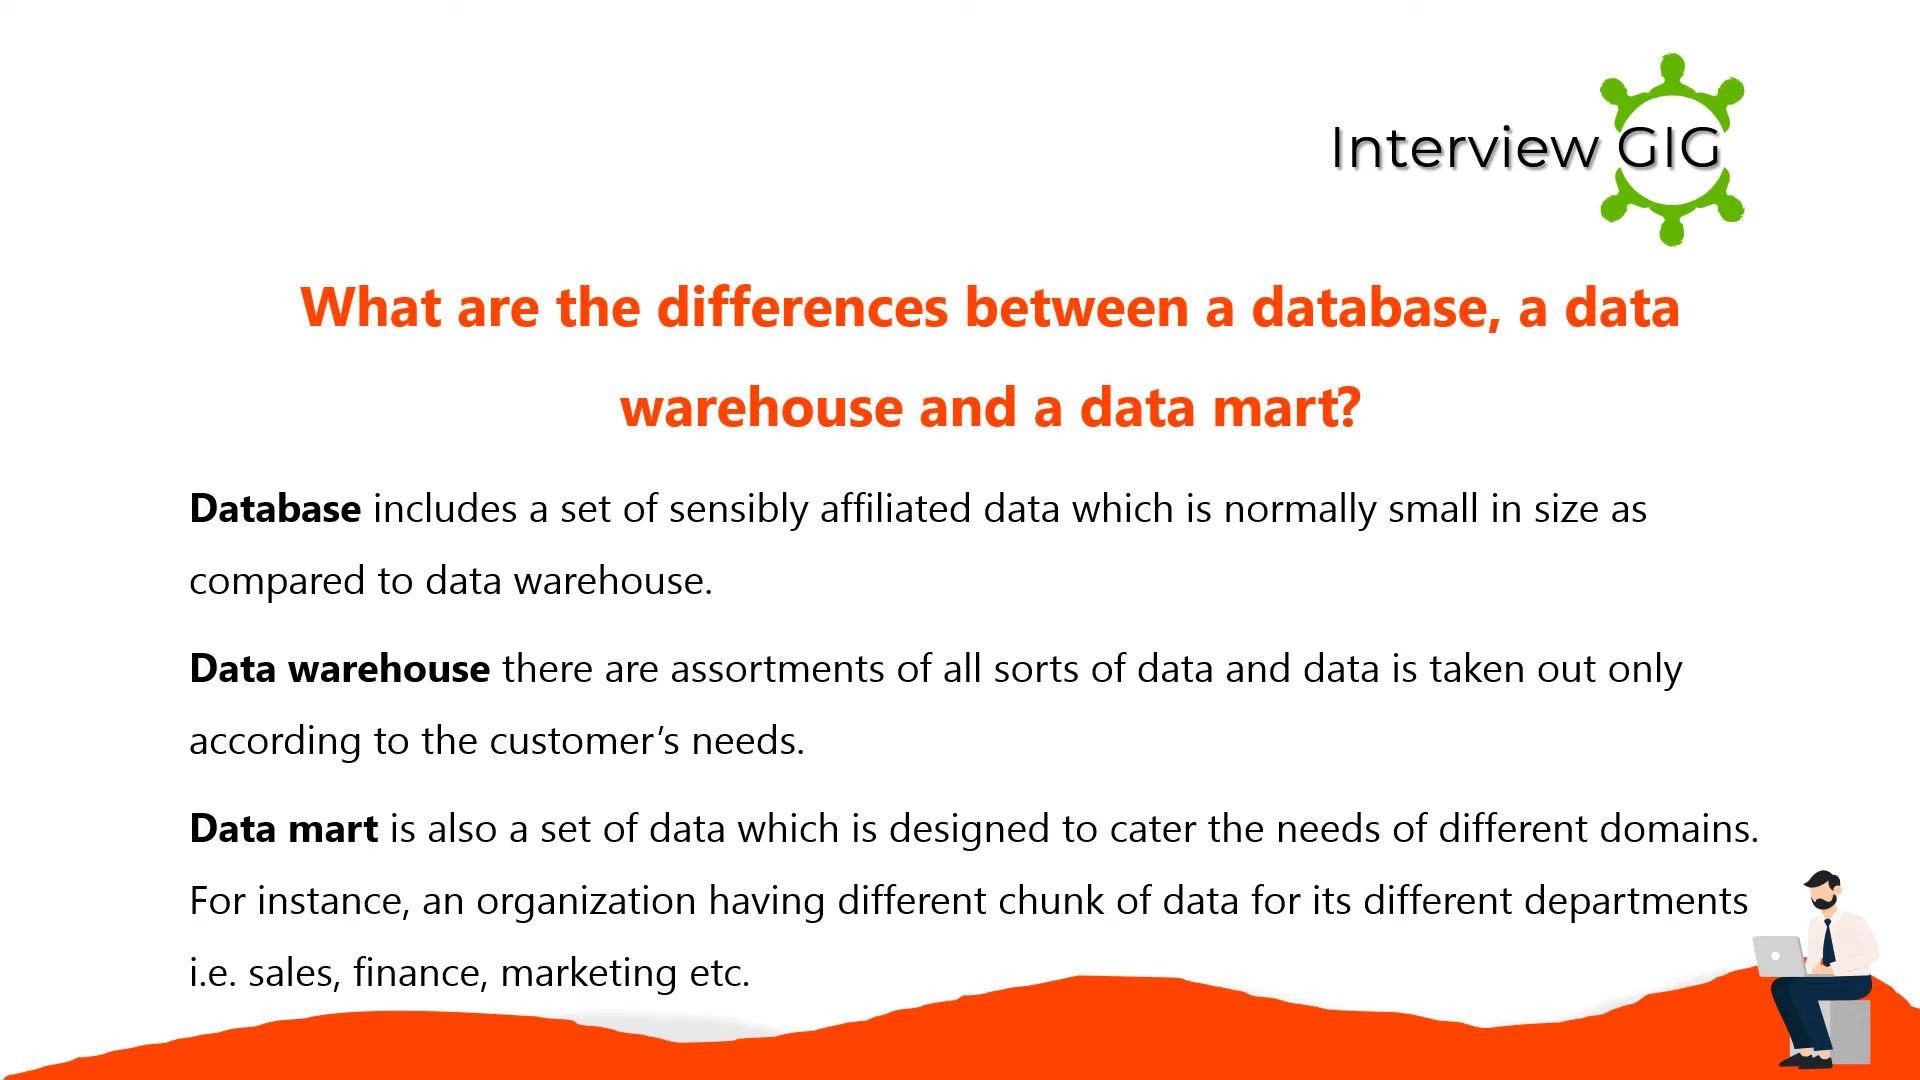 Interview GIG
What are the differences between a database, a data
warehouse and a data mart?
Database includes a set of sensibly affiliated data which is normally small in size as
compared to data warehouse.
Data warehouse there are assortments of all sorts of data and data is taken out only
according to the customer’s needs.
Data mart is also a set of data which is designed to cater the needs of different domains.
For instance, an organization having different chunk of data for its different departments
i.e. sales, finance, marketing etc.